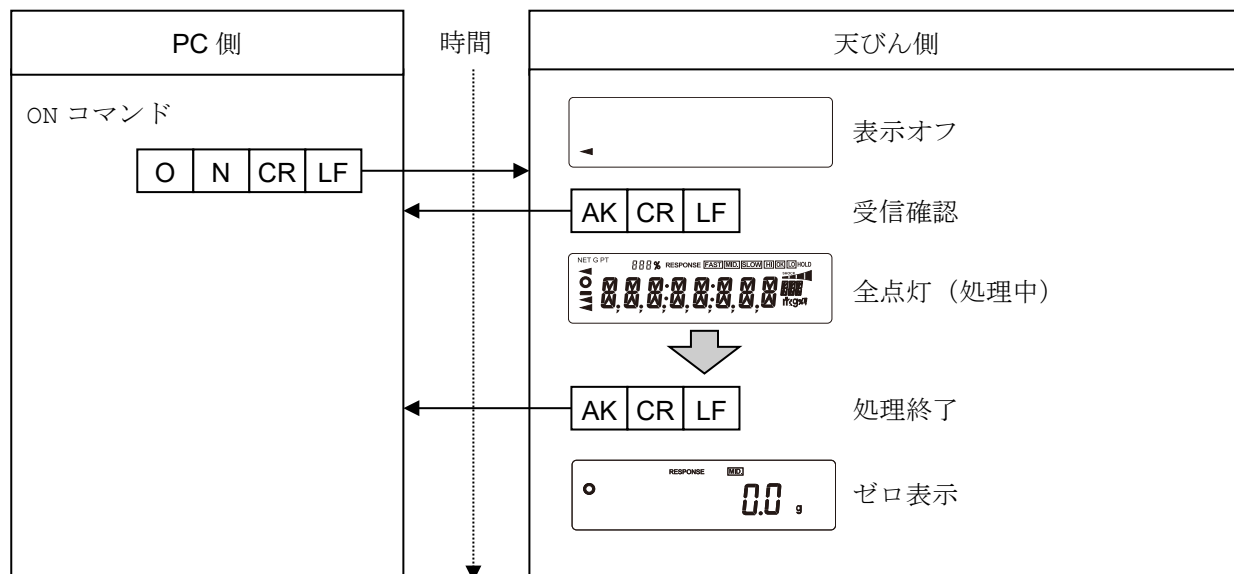 PC 側
時間
天びん側
ON コマンド
表示オフ
O N CR LF
AK CR LF
受信確認
NET G PT 888% RESPONSE FAST MID. SLOW HI OK LO HOLD
全点灯（処理中）
AK CR LF
処理終了
RESPONSE MID.
0.0 g
ゼロ表示